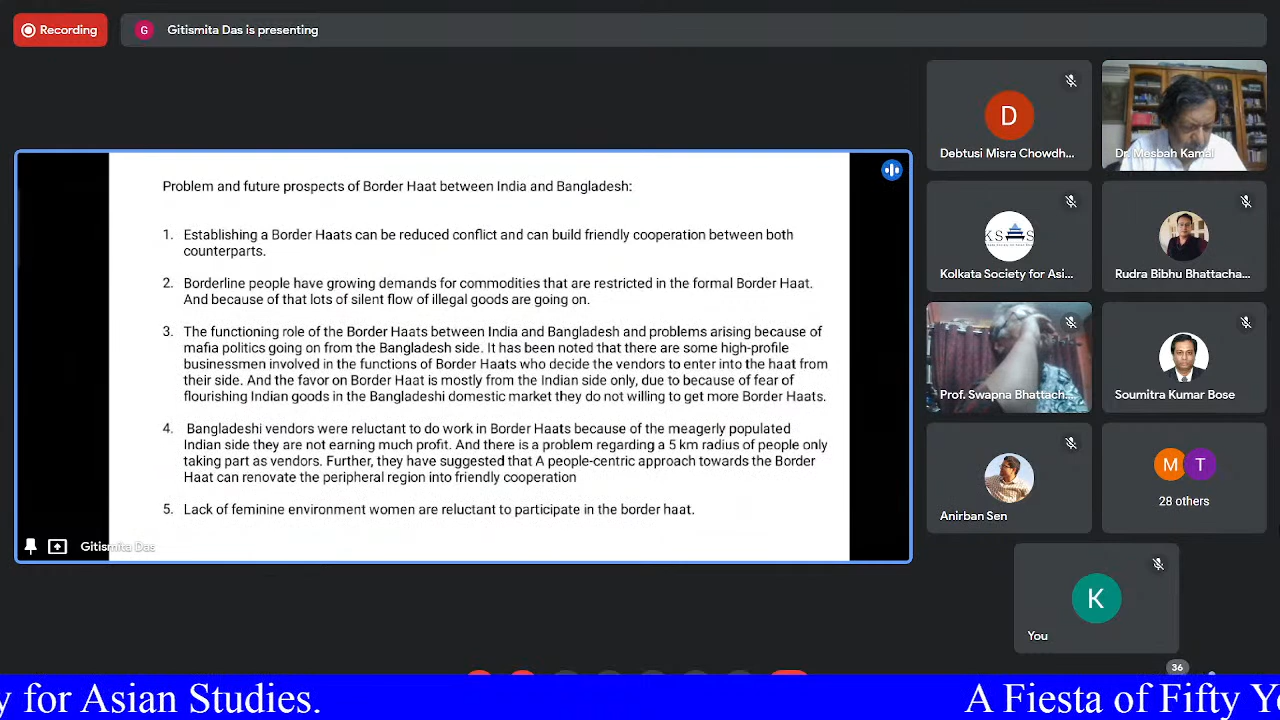 Recording
G Gitismita Das is presenting
Problem and future prospects of Border Haat between India and Bangladesh:
1. Establishing a Border Haats can be reduced conflict and can build friendly cooperation between both
counterparts.
2. Borderline people have growing demands for commodities that are restricted in the formal Border Haat.
And because of that lots of silent flow of illegal goods are going on.
3. The functioning role of the Border Haats between India and Bangladesh and problems arising because of
mafia politics going on from the Bangladesh side. It has been noted that there are some high-profile
businessmen involved in the functions of Border Haats who decide the vendors to enter into the haat from
their side. And the favor on Border Haat is mostly from the Indian side only, due to because of fear of
flourishing Indian goods in the Bangladeshi domestic market they do not willing to get more Border Haats.
4. Bangladeshi vendors were reluctant to do work in Border Haats because of the meagerly populated
Indian side they are not earning much profit. And there is a problem regarding a 5 km radius of people only
taking part as vendors. Further, they have suggested that A people-centric approach towards the Border
Haat can renovate the peripheral region into friendly cooperation
5. Lack of feminine environment women are reluctant to participate in the border haat.
Gitismita Das
D
Debtusi Misra Chowdh...
Dr. Mesbah Kamal
Kolkata Society for Asi...
Rudra Bibhu Bhattacha...
Prof. Swapna Bhattach...
Soumitra Kumar Bose
Anirban Sen
M T
28 others
K
You
36
y for Asian Studies.
A Fiesta of Fifty Ye